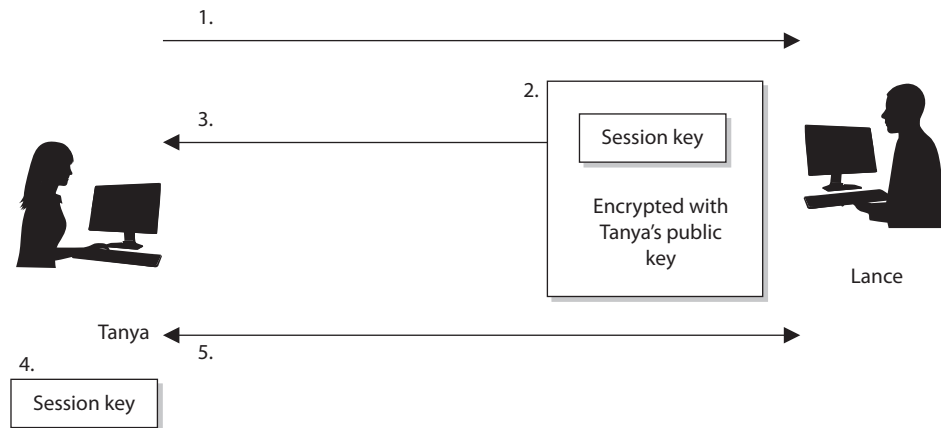 1.
2.
3.
Session key
Encrypted with
Tanya’s public
key
Lance
Tanya
5.
4.
Session key